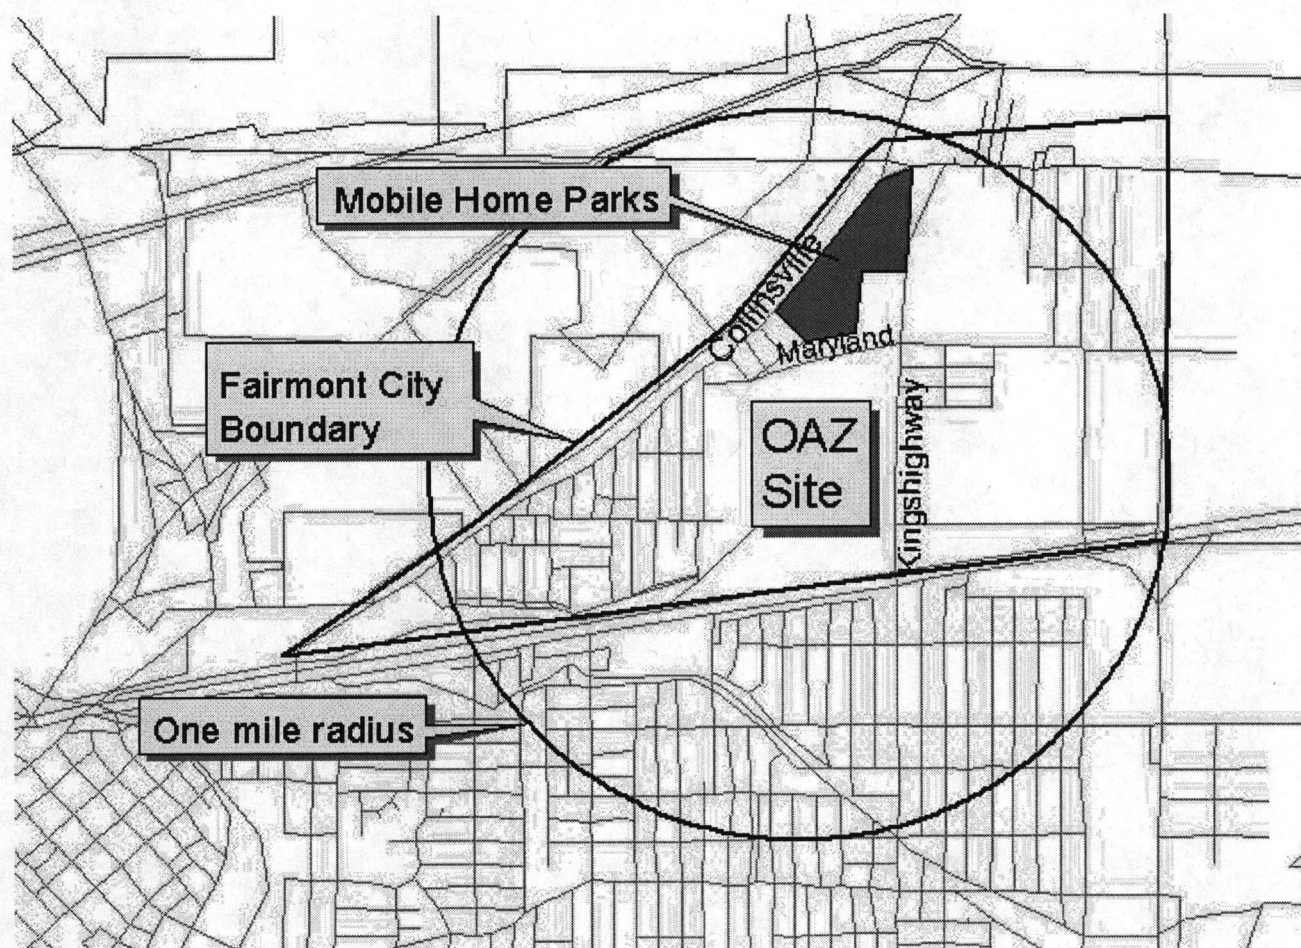 Mobile Home Parks
Collinsville
Maryland
Fairmont City
Boundary
OAZ
Site
Kingshighway
One mile radius